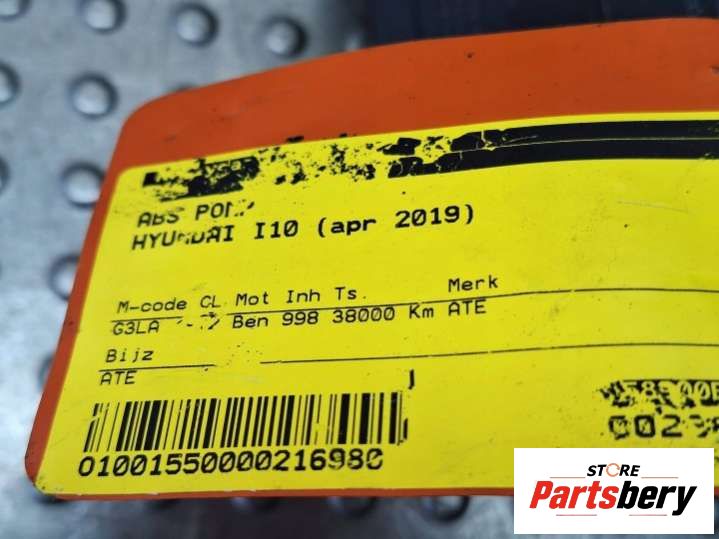 ABS POMP
HYUNDAI I10 (apr 2019)
M-code CL. Mot Inh Ts. Merk
G3LA Ben 998 38000 Km ATE
Bijz
ATE
STORE
Partsbery